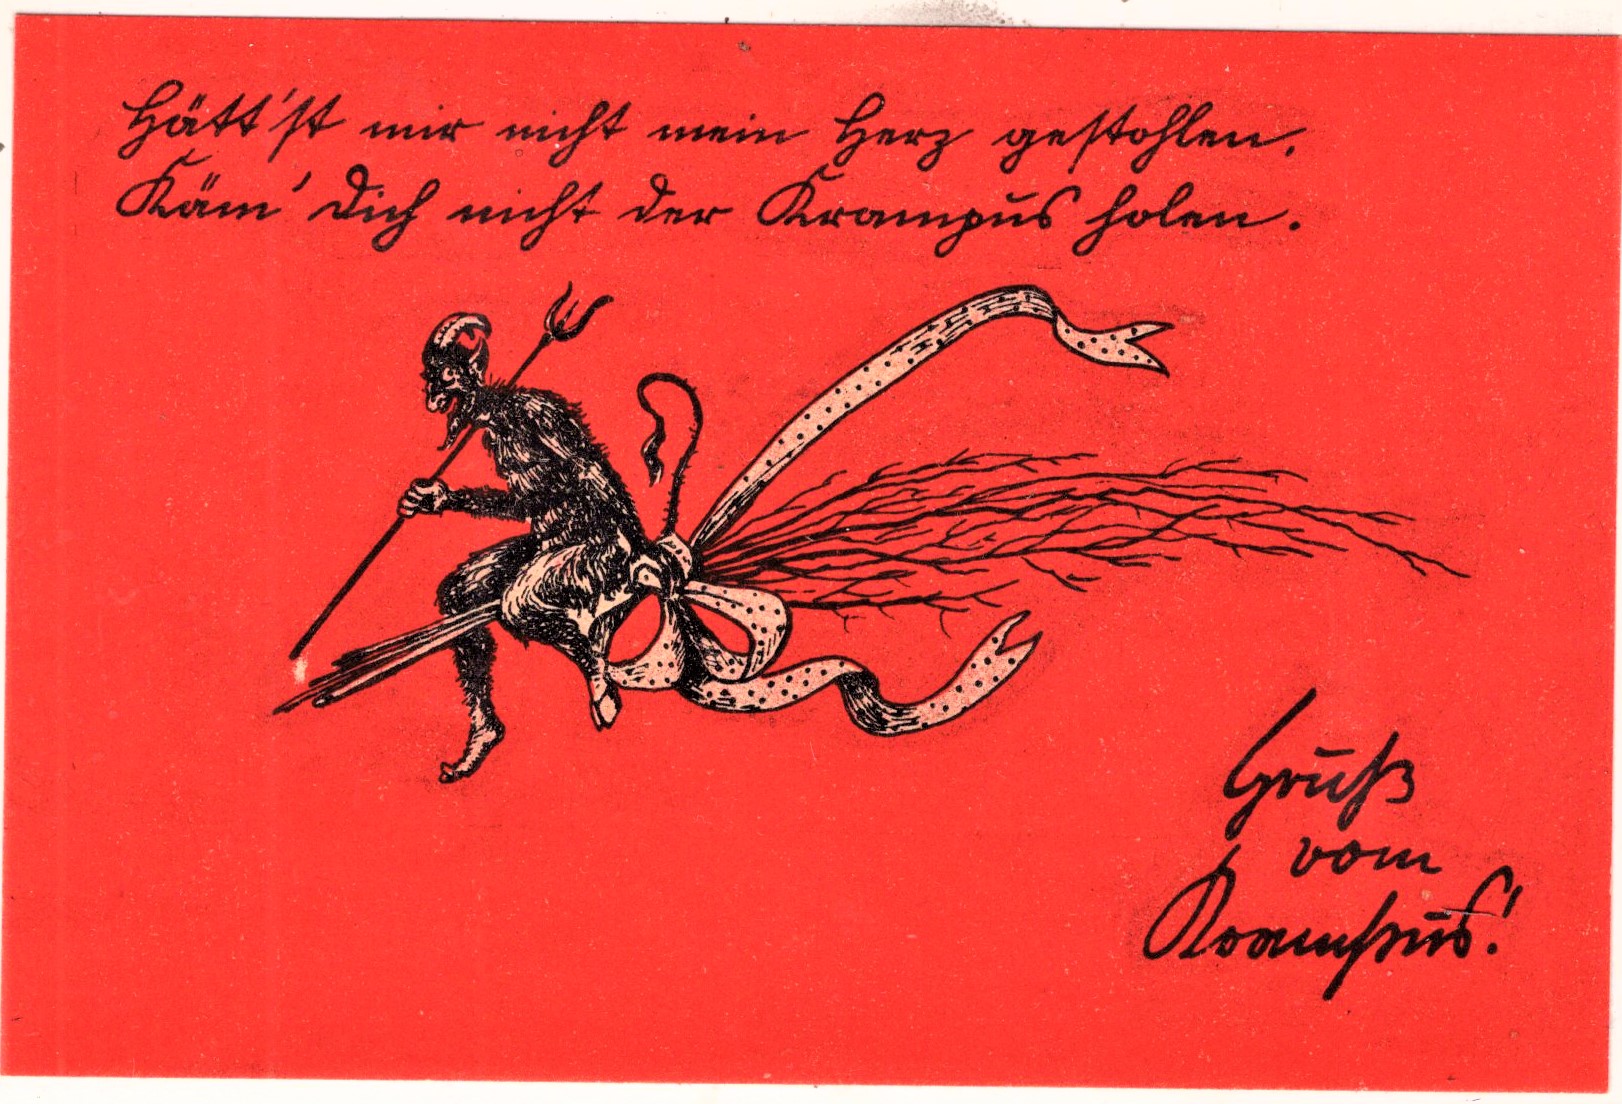 Hätt'st mir nicht mein Herz gestohlen,
Käm' Dich nicht der Krampus holen.
Gruß
vom
Krampus!